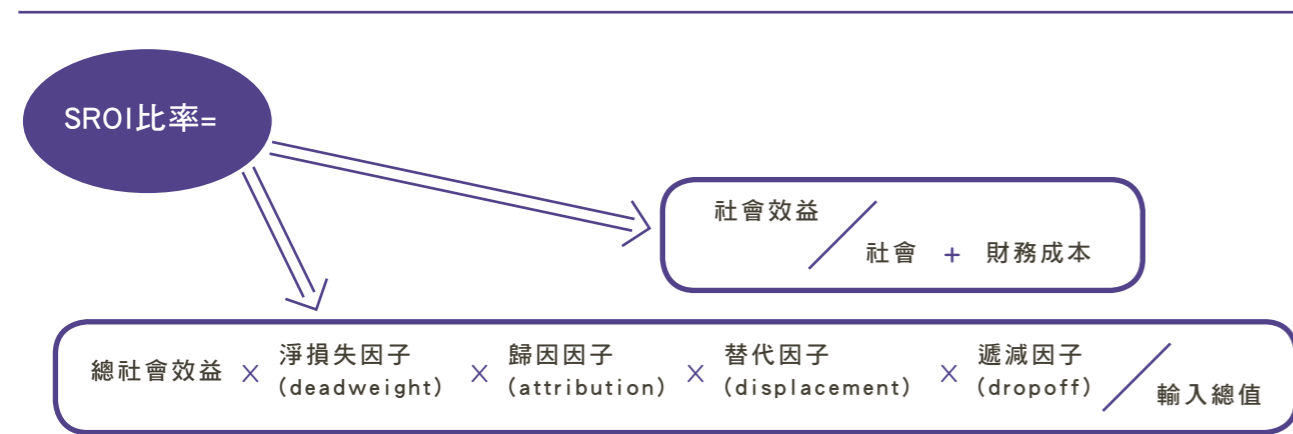 SROI比率=
社會效益 /
社會 + 財務成本
總社會效益 × 淨損失因子 (deadweight) × 歸因因子 (attribution) × 替代因子 (displacement) × 遞減因子 (dropoff) / 輸入總值